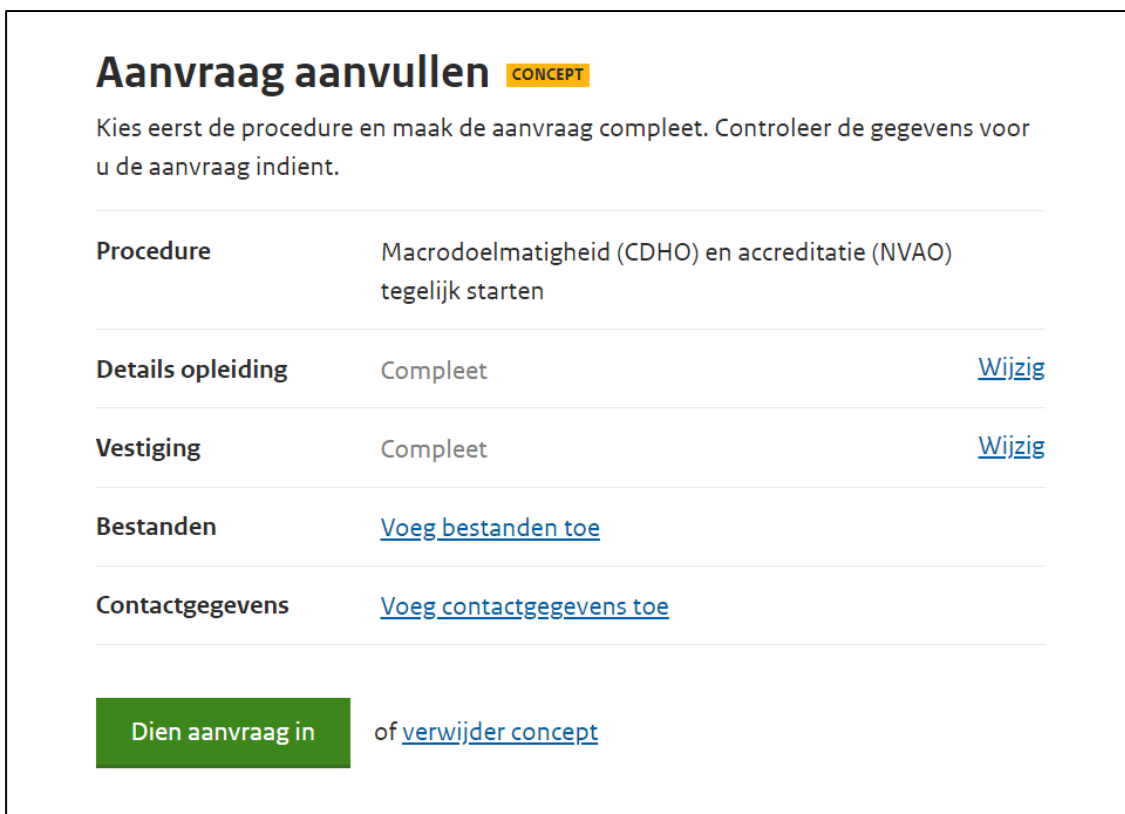 Aanvraag aanvullen CONCEPT
Kies eerst de procedure en maak de aanvraag compleet. Controleer de gegevens voor
u de aanvraag indient.
Procedure Macrodoelmatigheid (CDHO) en accreditatie (NVAO)
tegelijk starten
Details opleiding Compleet Wijzig
Vestiging Compleet Wijzig
Bestanden Voeg bestanden toe
Contactgegevens Voeg contactgegevens toe
Dien aanvraag in of verwijder concept